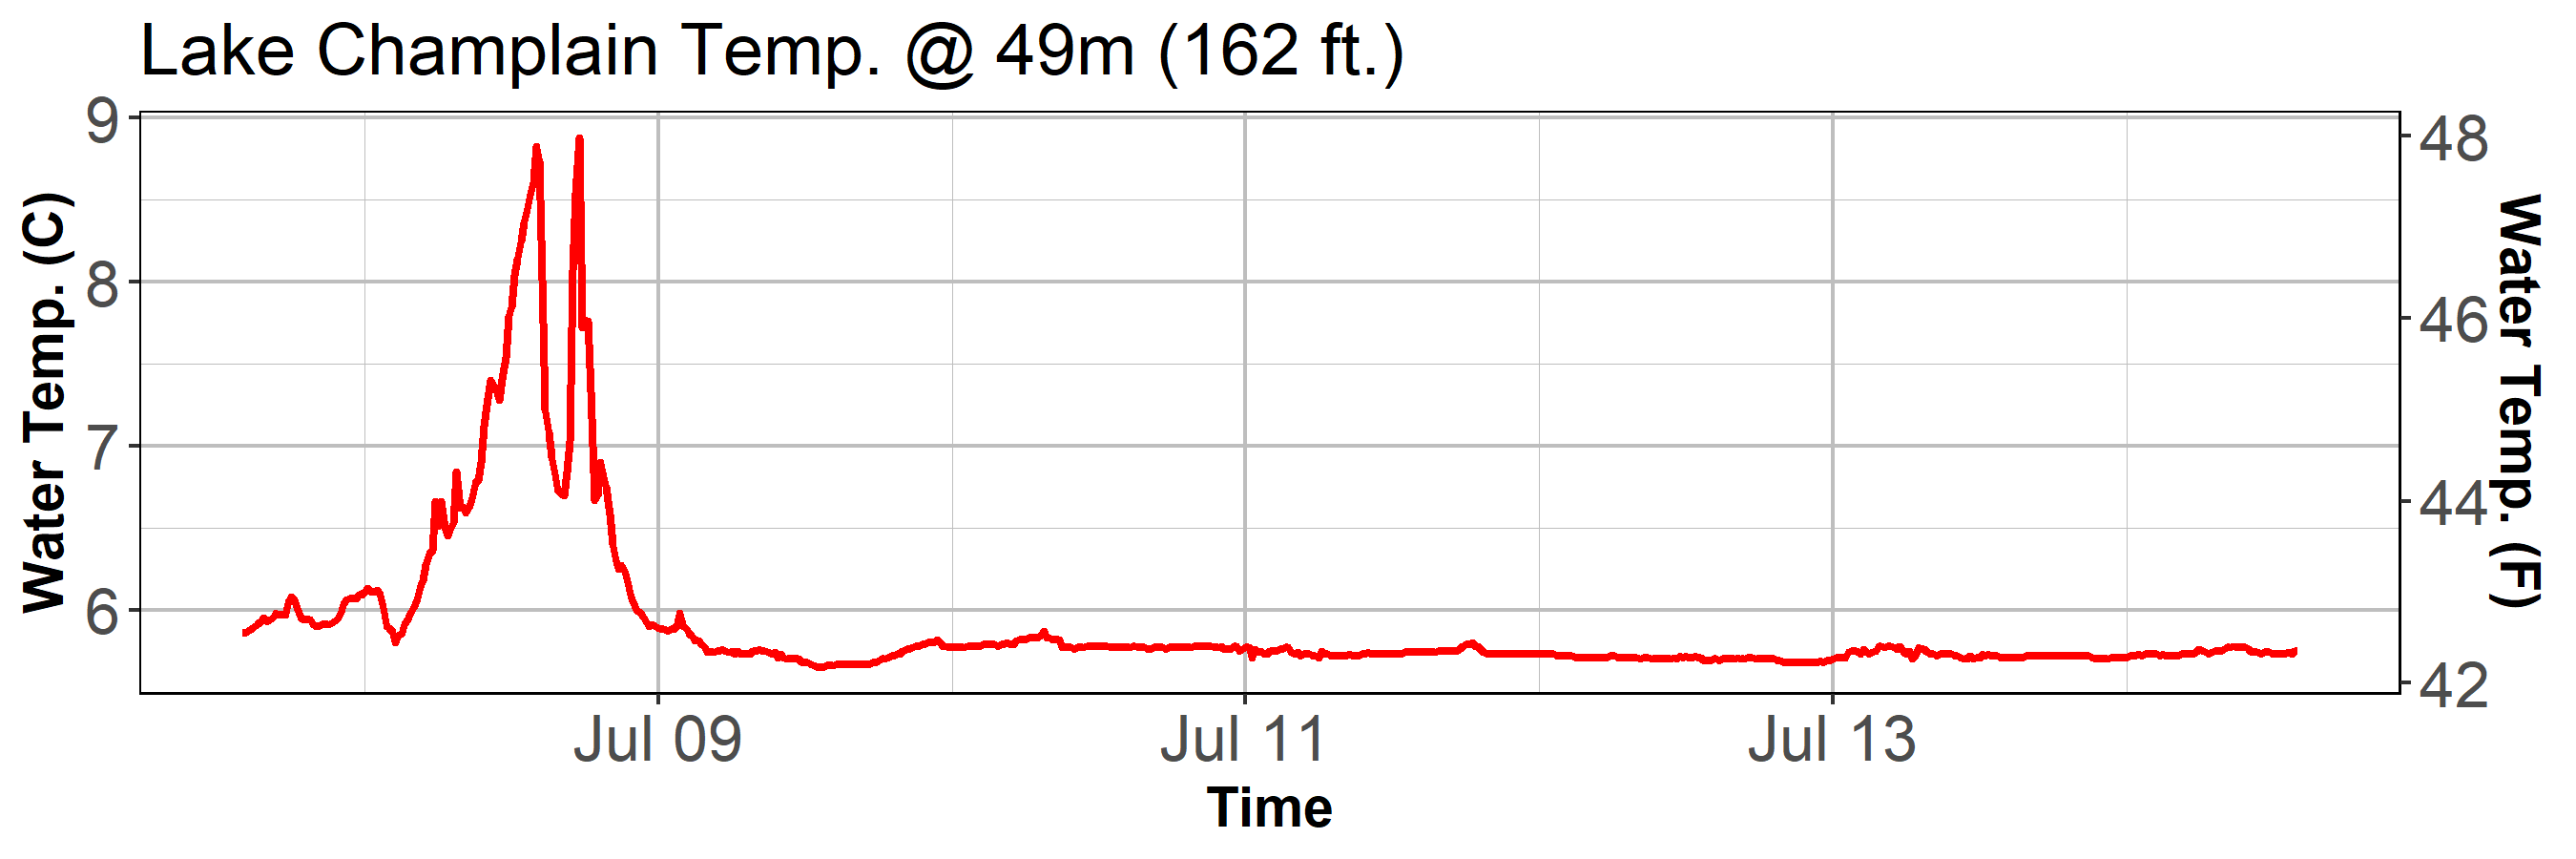 Lake Champlain Temp. @ 49m (162 ft.)
Water Temp. (C)
9
8
7
6
48
46
44
42
Water Temp. (F)
Jul 09
Jul 11
Jul 13
Time